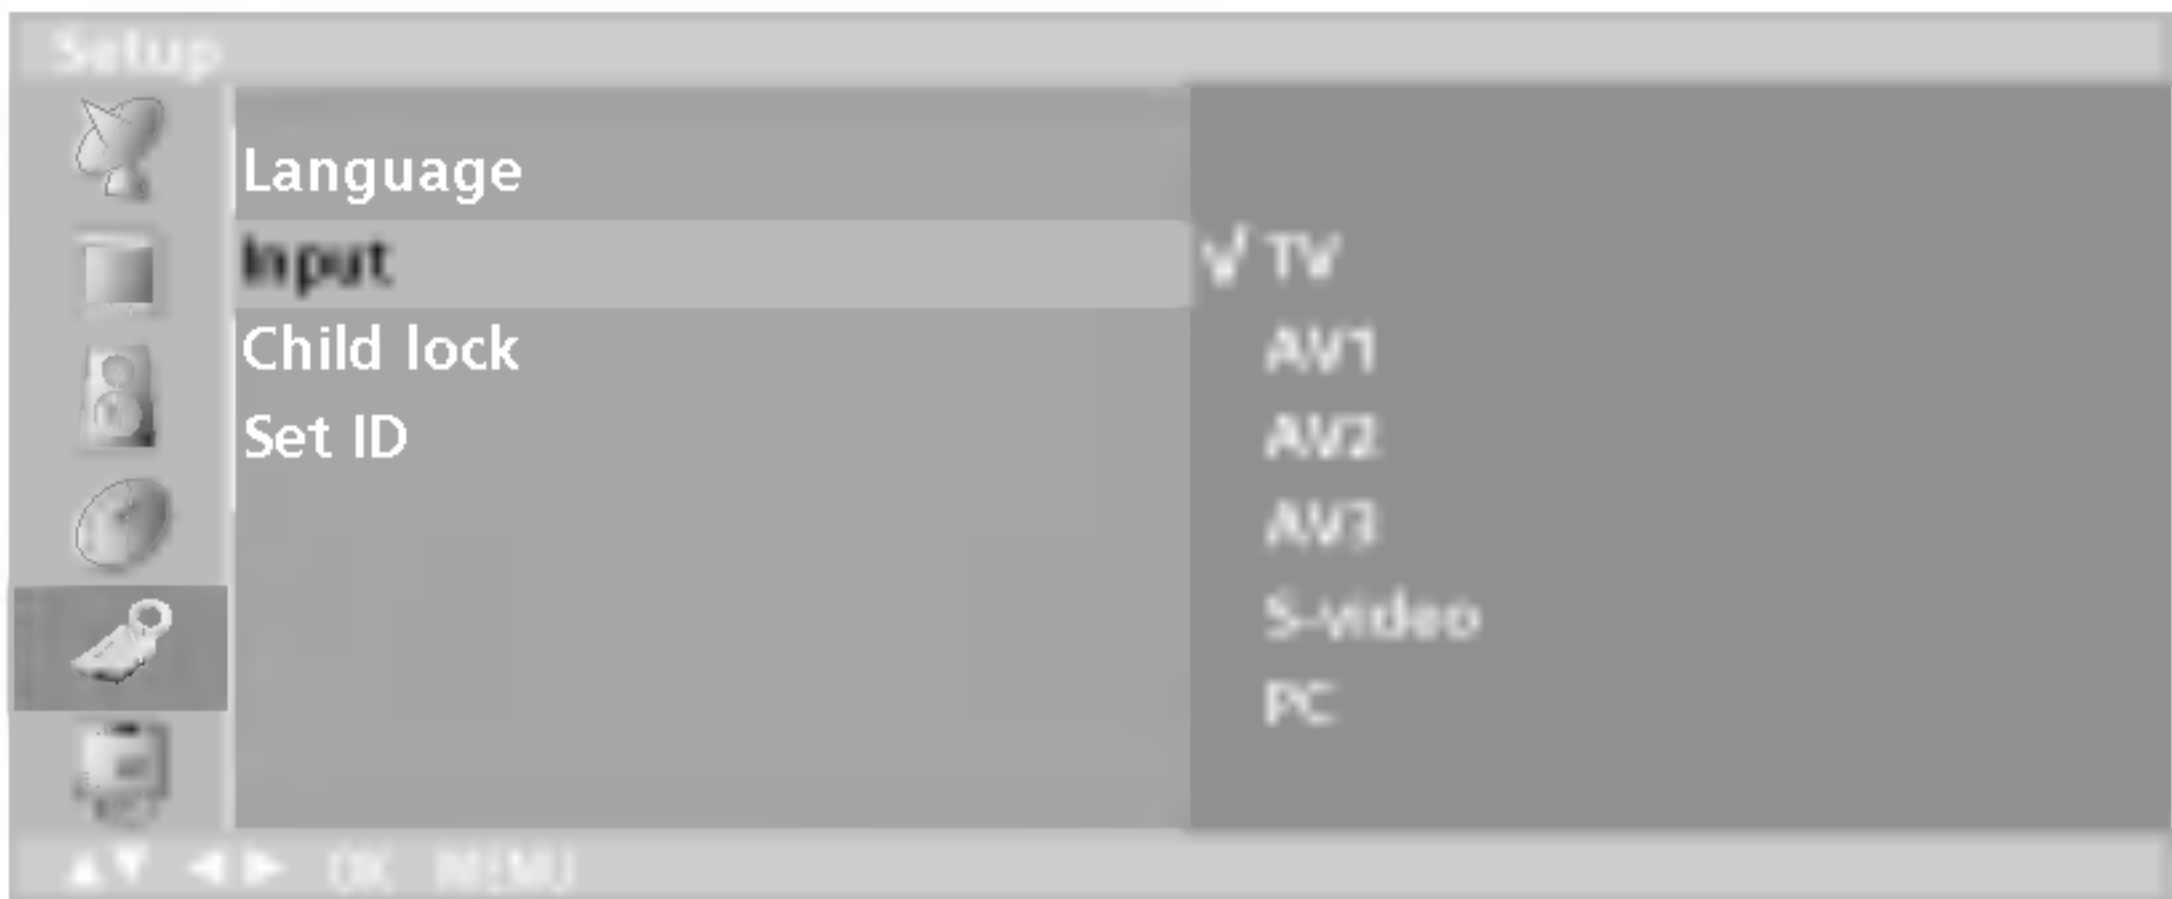 Setup
Language
Input
Child lock
Set ID
√ TV
AV1
AV2
AV3
S-video
PC
▲▼ ◀▶ OK MENU